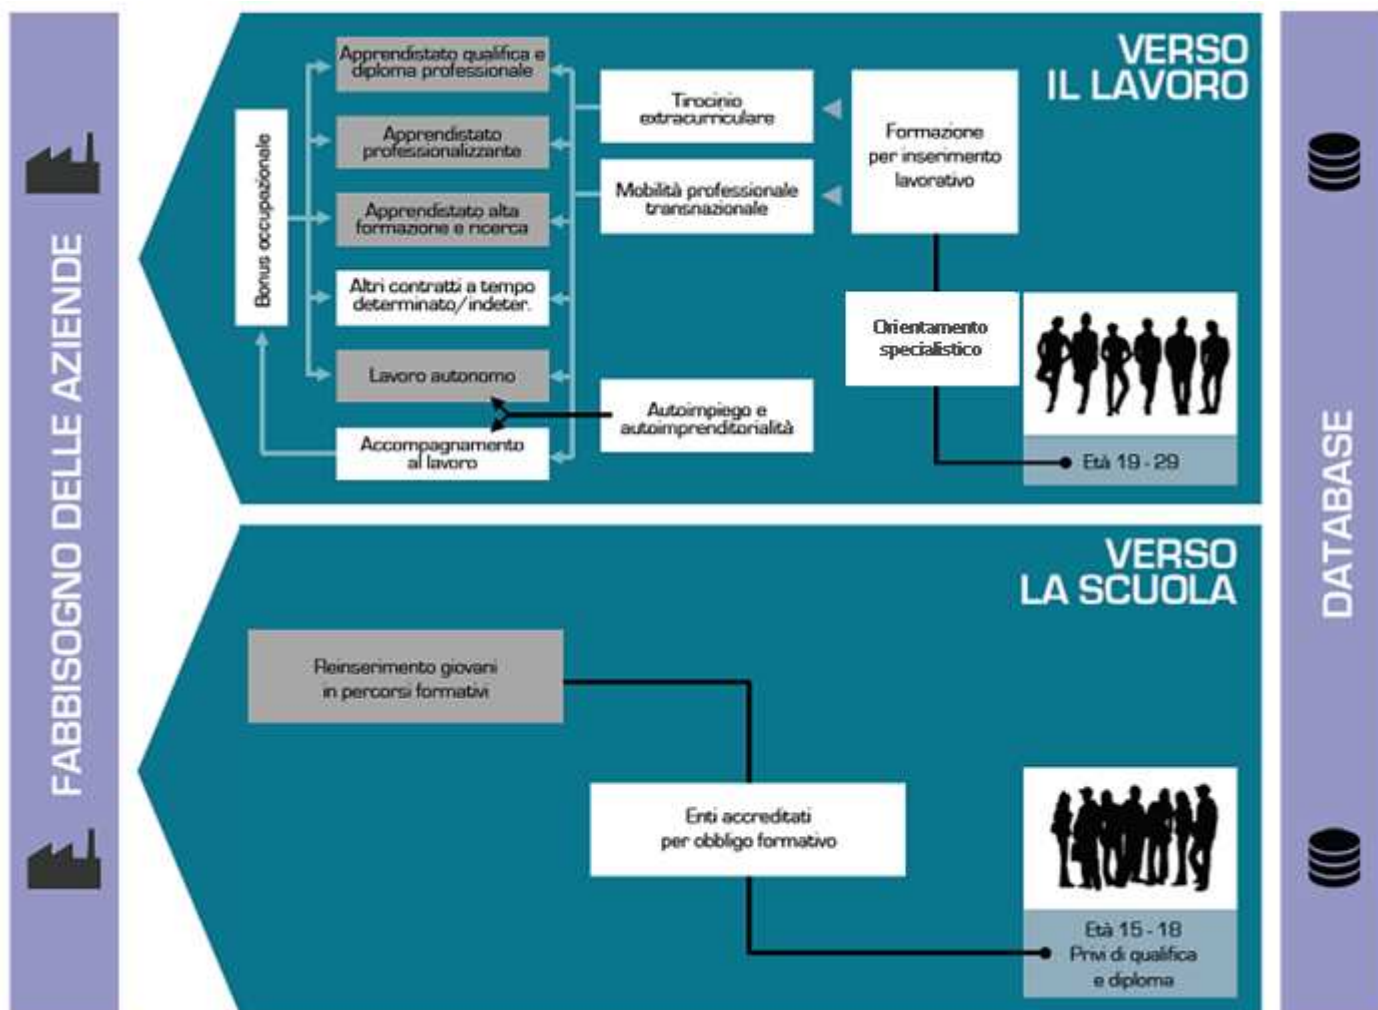 FABBISOGNO DELLE AZIENDE
VERSO
IL LAVORO
Apprendistato qualifica e
diploma professionale
Apprendistato
professionalizzante
Apprendistato alta
formazione e ricerca
Altri contratti a tempo
determinato/indeter.
Lavoro autonomo
Accompagnamento
al lavoro
Bonus occupazionale
Tirocinio
extracurriculare
Mobilità professionale
transnazionale
Autoimpiego e
autoimprenditorialità
Formazione
per inserimento
lavorativo
Orientamento
specialistico
Età 19 - 29
VERSO
LA SCUOLA
Reinserimento giovani
in percorsi formativi
Enti accreditati
per obbligo formativo
Età 15 - 18
Privi di qualifica
e diploma
DATABASE